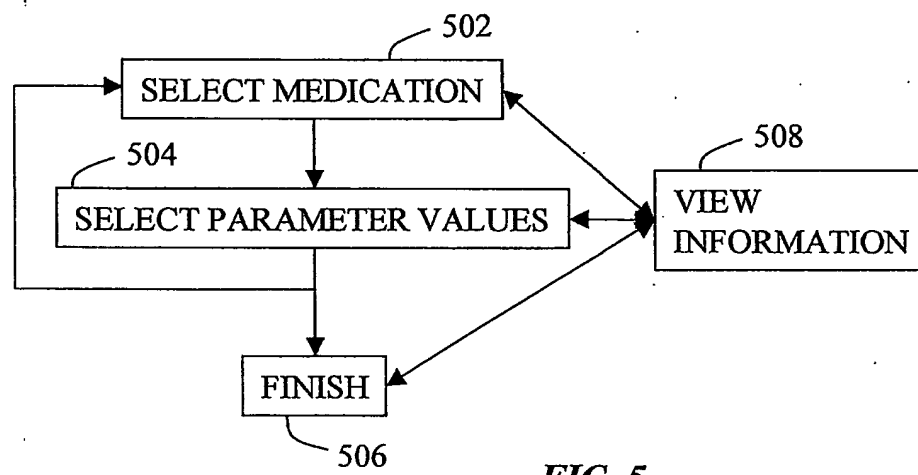 502
SELECT MEDICATION
504
508
SELECT PARAMETER VALUES
VIEW
INFORMATION
FINISH
506
FIG. 5